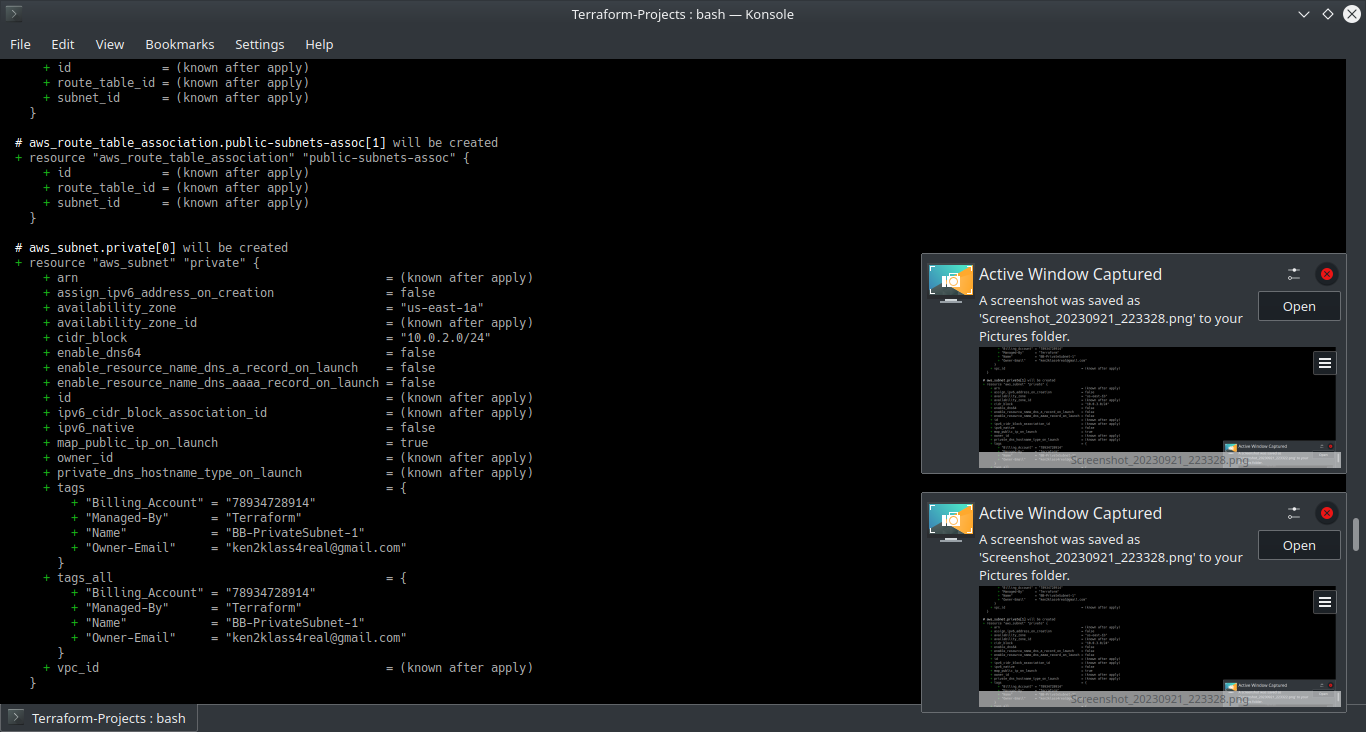 Terraform-Projects : bash — Konsole
File Edit View Bookmarks Settings Help
+ id = (known after apply)
+ route_table_id = (known after apply)
+ subnet_id = (known after apply)
}
# aws_route_table_association.public-subnets-assoc[1] will be created
+ resource "aws_route_table_association" "public-subnets-assoc" {
+ id = (known after apply)
+ route_table_id = (known after apply)
+ subnet_id = (known after apply)
}
# aws_subnet.private[0] will be created
+ resource "aws_subnet" "private" {
+ arn = (known after apply)
+ assign_ipv6_address_on_creation = false
+ availability_zone = "us-east-1a"
+ availability_zone_id = (known after apply)
+ cidr_block = "10.0.2.0/24"
+ enable_dns64 = false
+ enable_resource_name_dns_a_record_on_launch = false
+ enable_resource_name_dns_aaaa_record_on_launch = false
+ id = (known after apply)
+ ipv6_cidr_block_association_id = (known after apply)
+ ipv6_native = false
+ map_public_ip_on_launch = true
+ owner_id = (known after apply)
+ private_dns_hostname_type_on_launch = (known after apply)
+ tags = {
+ "Billing_Account" = "78934728914"
+ "Managed-By" = "Terraform"
+ "Name" = "BB-PrivateSubnet-1"
+ "Owner-Email" = "ken2klass4real@gmail.com"
}
+ tags_all = {
+ "Billing_Account" = "78934728914"
+ "Managed-By" = "Terraform"
+ "Name" = "BB-PrivateSubnet-1"
+ "Owner-Email" = "ken2klass4real@gmail.com"
}
+ vpc_id = (known after apply)
}
Active Window Captured
A screenshot was saved as
'Screenshot_20230921_223328.png' to your
Pictures folder.
Open
Screenshot_20230921_223328.png
Active Window Captured
A screenshot was saved as
'Screenshot_20230921_223328.png' to your
Pictures folder.
Open
Screenshot_20230921_223328.png
Terraform-Projects : bash